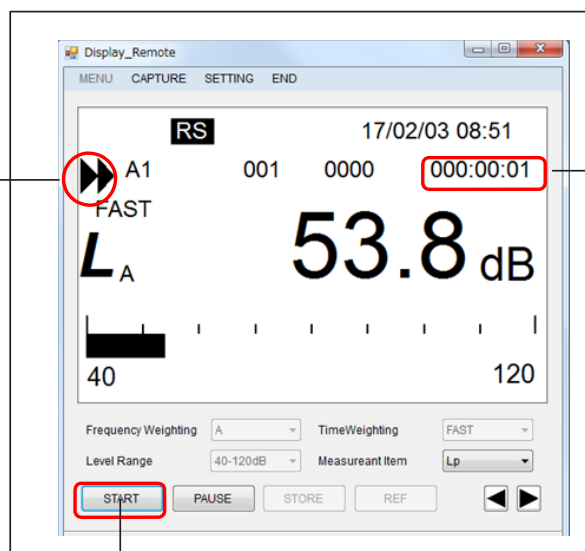 Display_Remote
MENU CAPTURE SETTING END
RS 17/02/03 08:51
A1 001 0000 000:00:01
FAST
LA 53.8 dB
40 120
Frequency Weighting A TimeWeighting FAST
Level Range 40-120dB Measureant Item Lp
START PAUSE STORE REF